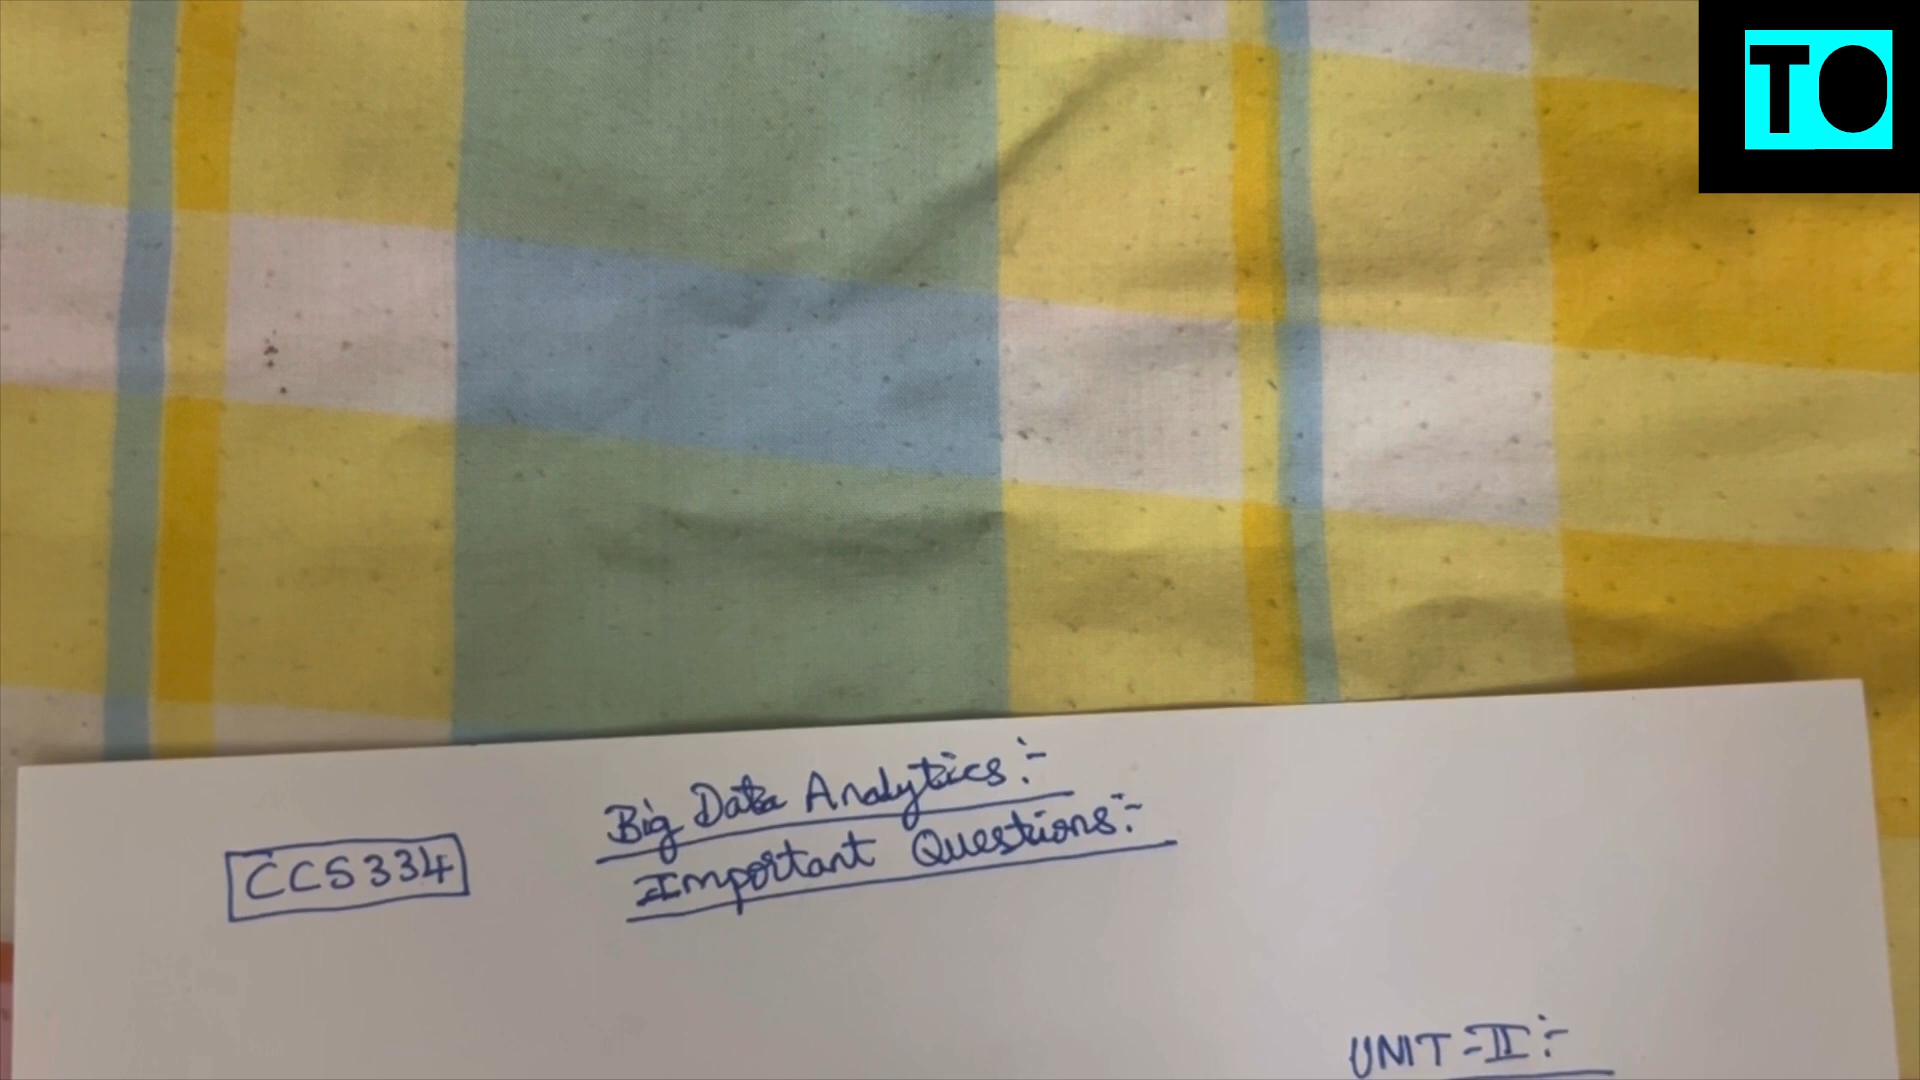 TO
Big Data Analytics :-
CCS334
Important Questions :-
UNIT-II :-